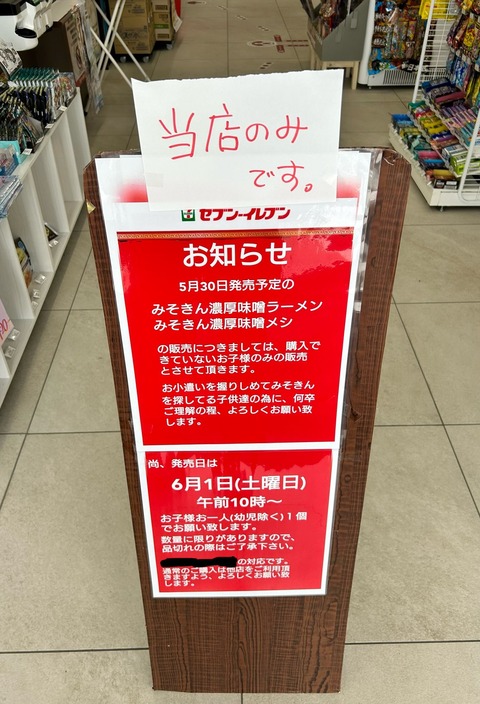 当店のみ
です。
セブン-イレブン
お知らせ
5月30日発売予定の
みそきん濃厚味噌ラーメン
みそきん濃厚味噌メシ
の販売につきましては、購入で
きていないお子様のみの販売
とさせて頂きます。
お小遣いを握りしめてみそきん
を探してる子供達の為に、何卒
ご理解の程、よろしくお願い致
します。
尚、発売日は
6月1日(土曜日)
午前10時～
お子様お一人(幼児除く)1個
でお願い致します。
数量に限りがありますので、
品切れの際はご了承下さい。
の対応です。
通常のご購入は他店をご利用頂
きますよう、よろしくお願い致
します。